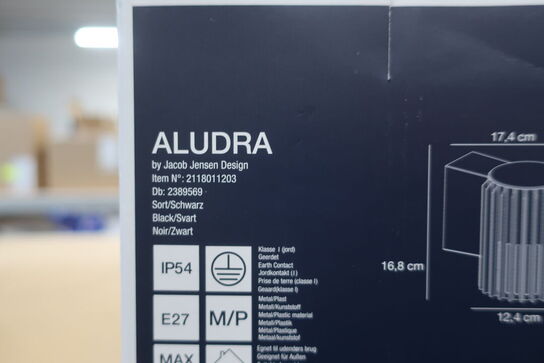 ALUDRA
by Jacob Jensen Design
Item N°: 2118011203
Db: 2389569
Sort/Schwarz
Black/Svart
Noir/Zwart
IP54
Klasse I (jord)
Geerdet
Earth Contact
Jordkontakt (I)
Prise de terre (classe I)
Geaard(klasse I)
E27
M/P
Metal/Plast
Metall/Kunststoff
Metal/Plastic material
Metall/Plastik
Métal/Plastique
Metaal/kunststof
MAX
Egnet til udendørs brug
Geeignet für Außen
17,4 cm
16,8 cm
12,4 cm